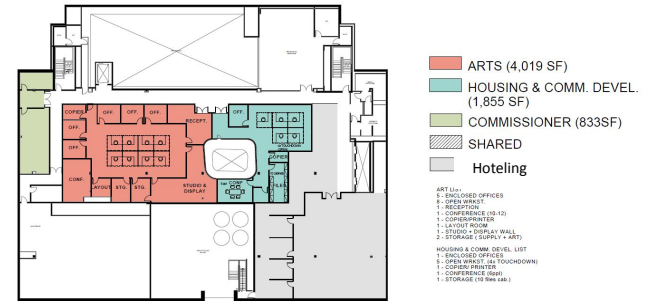 ARTS (4,019 SF)
HOUSING & COMM. DEVEL.
(1,855 SF)
COMMISSIONER (833SF)
SHARED
Hoteling
ART
5 - ENCLOSED OFFICES
8 - OPEN WRKST.
1 - RECEPTION
1 - CONFERENCE (10-12)
1 - COPIER/PRINTER
1 - LAYOUT ROOM
1 - STUDIO + DISPLAY WALL
2 - STORAGE ( SUPPLY + ART)
HOUSING & COMM. DEVEL. LIST
1 - ENCLOSED OFFICES
5 - OPEN WRKST. (4x TOUCHDOWN)
1 - COPIER/ PRINTER
1 - CONFERENCE (6ppl)
1 - STORAGE (10 files cab.)
COPIER
OFF.
OFF.
OFF.
OFF.
RECEPT.
OFF.
OFF.
COPIER
CONF.
LAYOUT
STG.
STG.
STUDIO &
DISPLAY
CONF.
FILES